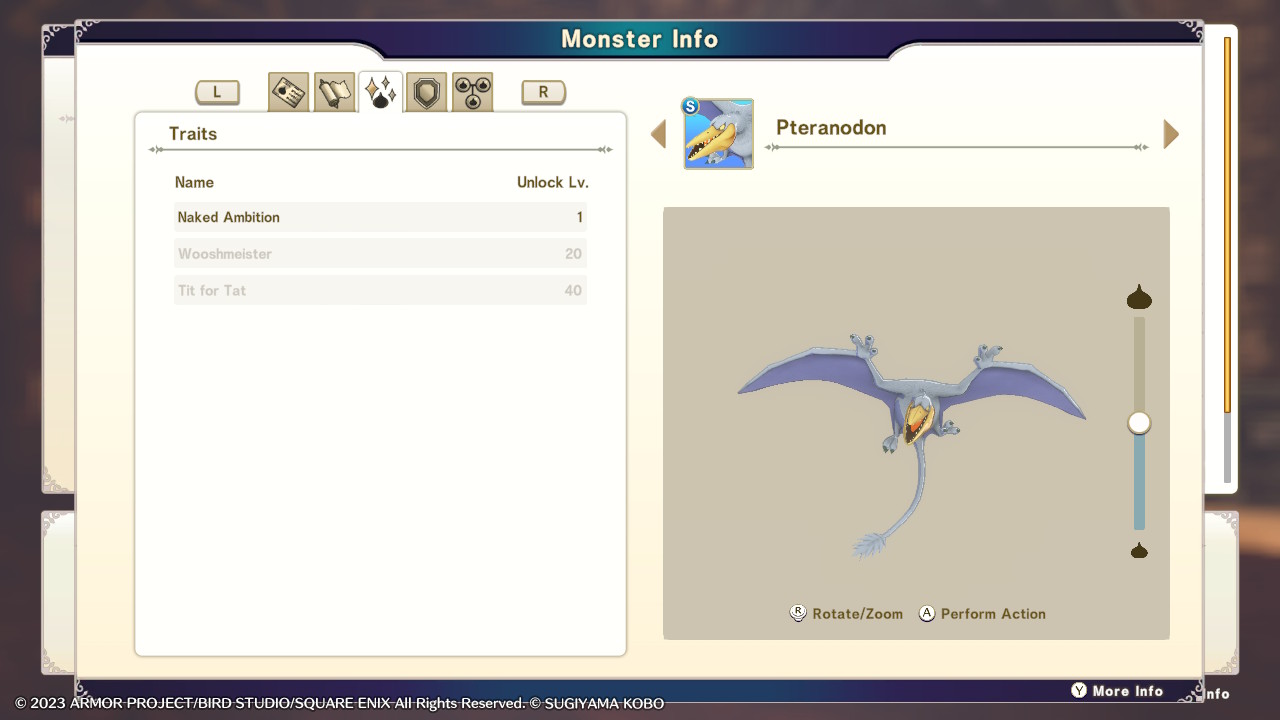 Monster Info
L
R
Traits
Name Unlock Lv.
Naked Ambition 1
Wooshmeister 20
Tit for Tat 40
S
Pteranodon
R Rotate/Zoom A Perform Action
Y More Info
nfo
© 2023 ARMOR PROJECT/BIRD STUDIO/SQUARE ENIX All Rights Reserved. © SUGIYAMA KOBO